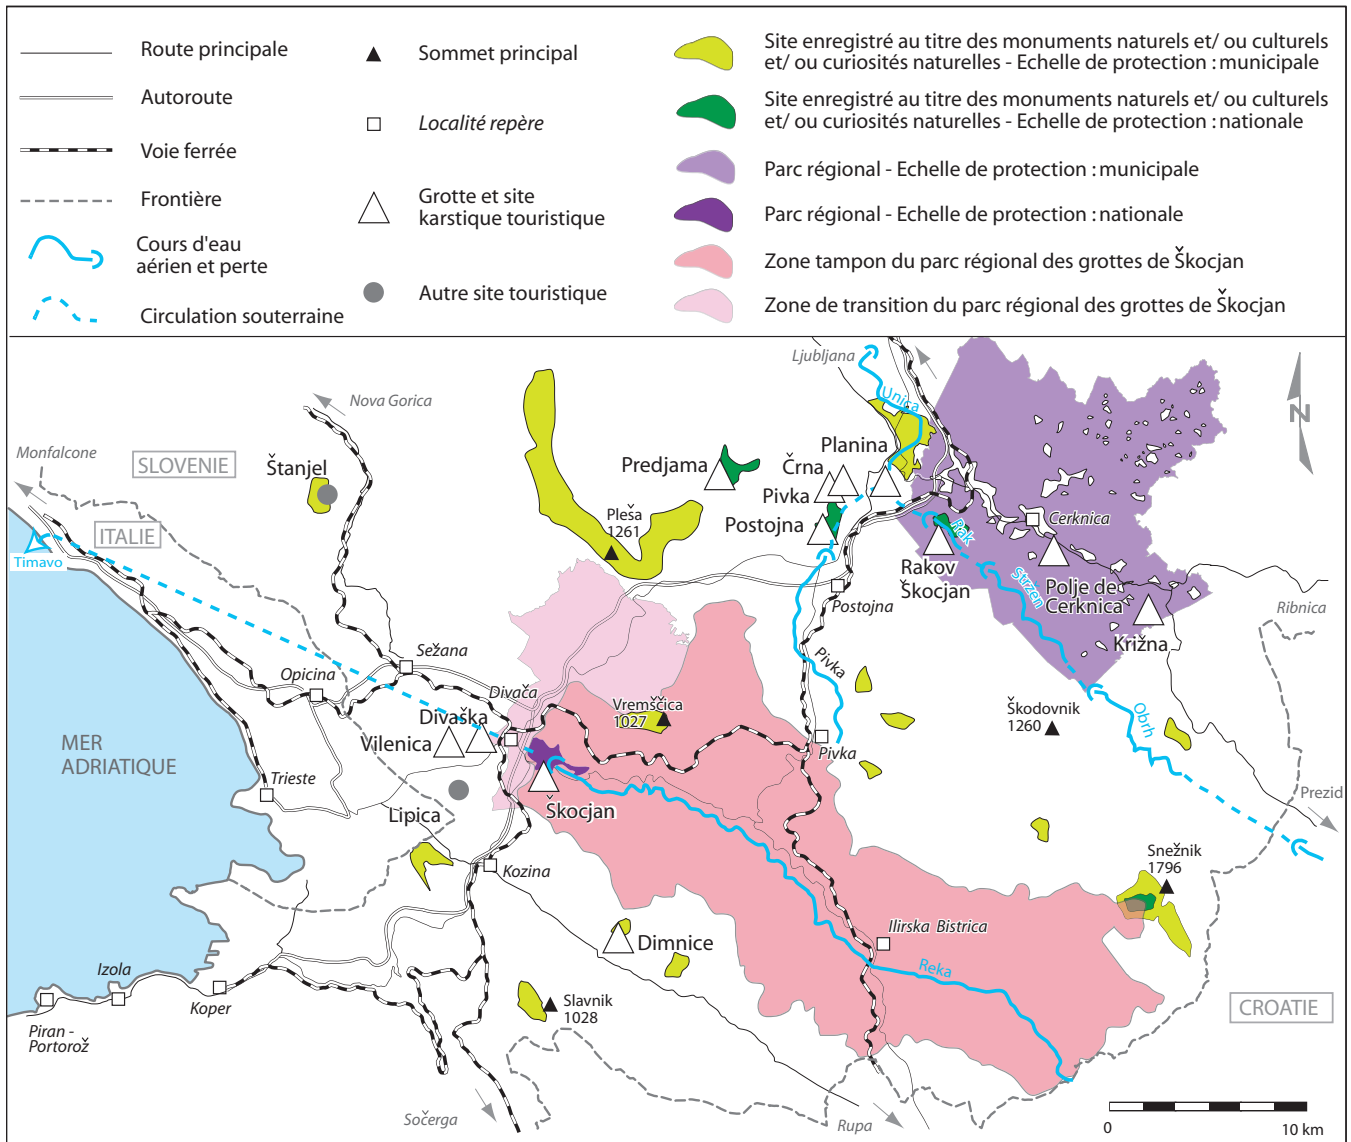 Route principale
Autoroute
Voie ferrée
Frontière
Cours d'eau
aérien et perte
Circulation souterraine
Sommet principal
Localité repère
Grotte et site
karstique touristique
Autre site touristique
Site enregistré au titre des monuments naturels et/ ou culturels
et/ ou curiosités naturelles - Echelle de protection : municipale
Site enregistré au titre des monuments naturels et/ ou culturels
et/ ou curiosités naturelles - Echelle de protection : nationale
Parc régional - Echelle de protection : municipale
Parc régional - Echelle de protection : nationale
Zone tampon du parc régional des grottes de Škocjan
Zone de transition du parc régional des grottes de Škocjan
Ljubljana
N
Unica
Nova Gorica
Monfalcone
SLOVENIE
Štanjel
Predjama
Planina
Črna
Pivka
Postojna
Pleša
1261
Cerknica
ITALIE
Timavo
Rak
Rakov
Škocjan
Stržen
Polje de
Cerknica
Postojna
Ribnica
Križna
Sežana
Opicina
Pivka
Divača
Vremščica
1027
Škodovnik
1260
Obrh
Divaška
Vilenica
Pivka
MER
ADRIATIQUE
Trieste
Lipica
Škocjan
Prezid
Snežnik
1796
Kozina
Dimnice
Ilirska Bistrica
Reka
Izola
Koper
Slavnik
1028
CROATIE
Piran -
Portorož
Sočerga
Rupa
0
10 km